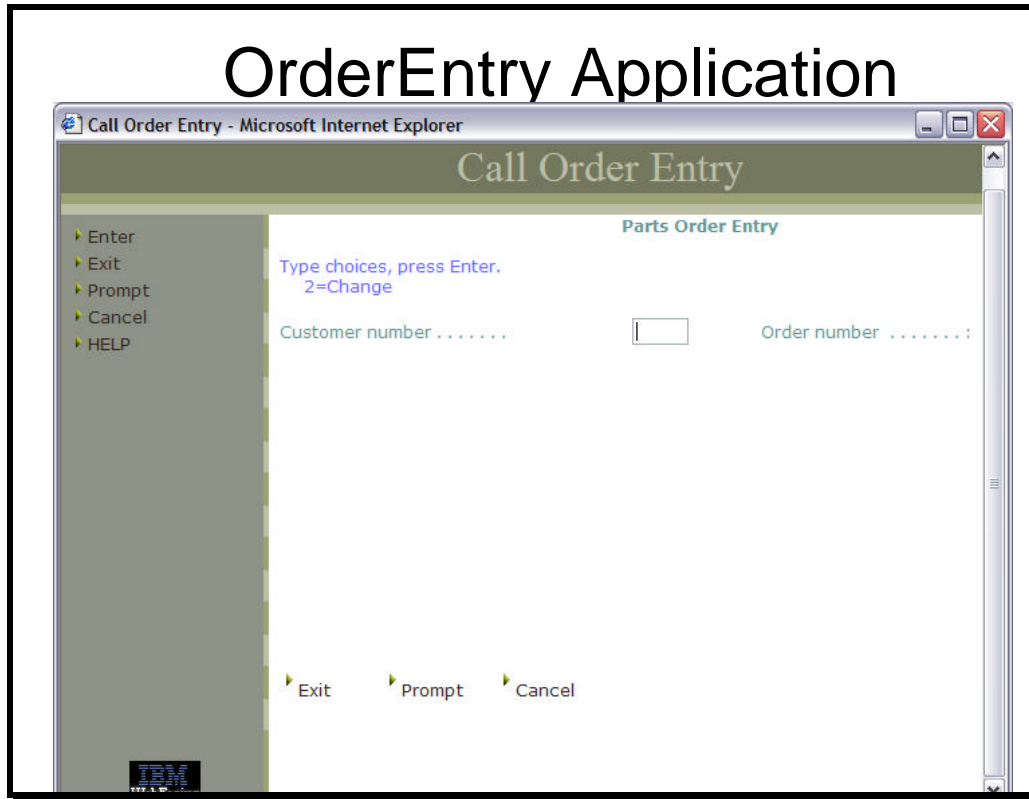 OrderEntry Application
Call Order Entry - Microsoft Internet Explorer
Call Order Entry
Enter
Exit
Prompt
Cancel
HELP
Parts Order Entry
Type choices, press Enter.
2=Change
Customer number . . . . . . .
Order number . . . . . . . :
Exit Prompt Cancel
IBM